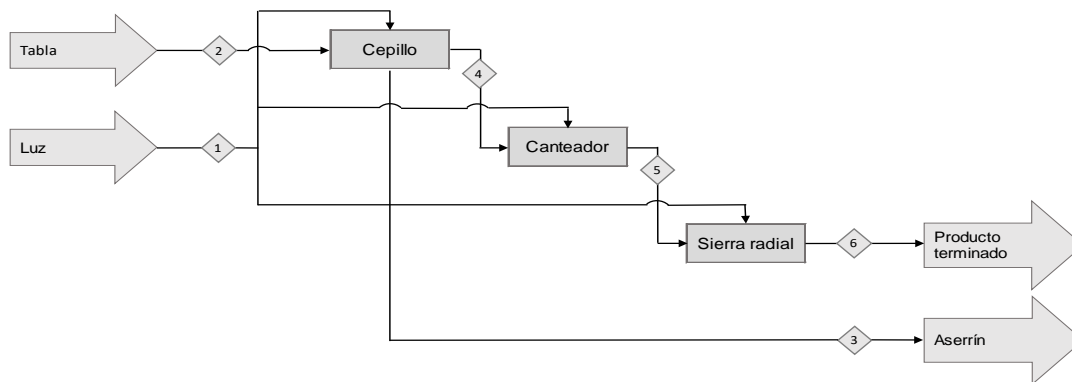 Tabla
2
Cepillo
4
Luz
1
Canteador
5
Sierra radial
6
Producto
terminado
3
Aserrín